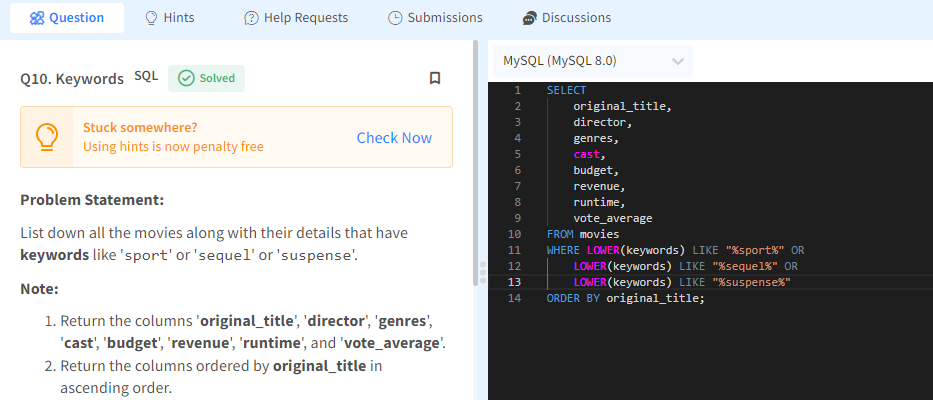 Question
Hints
Help Requests
Submissions
Discussions
Q10. Keywords SQL Solved
Stuck somewhere?
Using hints is now penalty free
Check Now
Problem Statement:
List down all the movies along with their details that have
keywords like 'sport' or 'sequel' or 'suspense'.
Note:
1. Return the columns 'original_title', 'director', 'genres',
'cast', 'budget', 'revenue', 'runtime', and 'vote_average'.
2. Return the columns ordered by original_title in
ascending order.
MySQL (MySQL 8.0)
1 SELECT
2 original_title,
3 director,
4 genres,
5 cast,
6 budget,
7 revenue,
8 runtime,
9 vote_average
10 FROM movies
11 WHERE LOWER(keywords) LIKE "%sport%" OR
12 LOWER(keywords) LIKE "%sequel%" OR
13 LOWER(keywords) LIKE "%suspense%"
14 ORDER BY original_title;